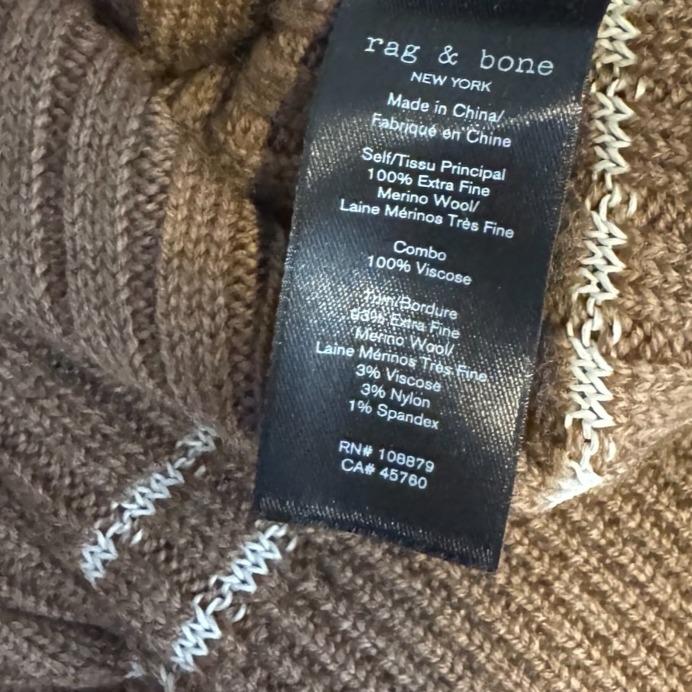 rag & bone
NEW YORK
Made in China/
Fabriqué en Chine
Self/Tissu Principal
100% Extra Fine
Merino Wool/
Laine Mérinos Très Fine
Combo
100% Viscose
Trim/Bordure
93% Extra Fine
Merino Wool/
Laine Mérinos Très Fine
3% Viscose
3% Nylon
1% Spandex
RN# 108879
CA# 45760